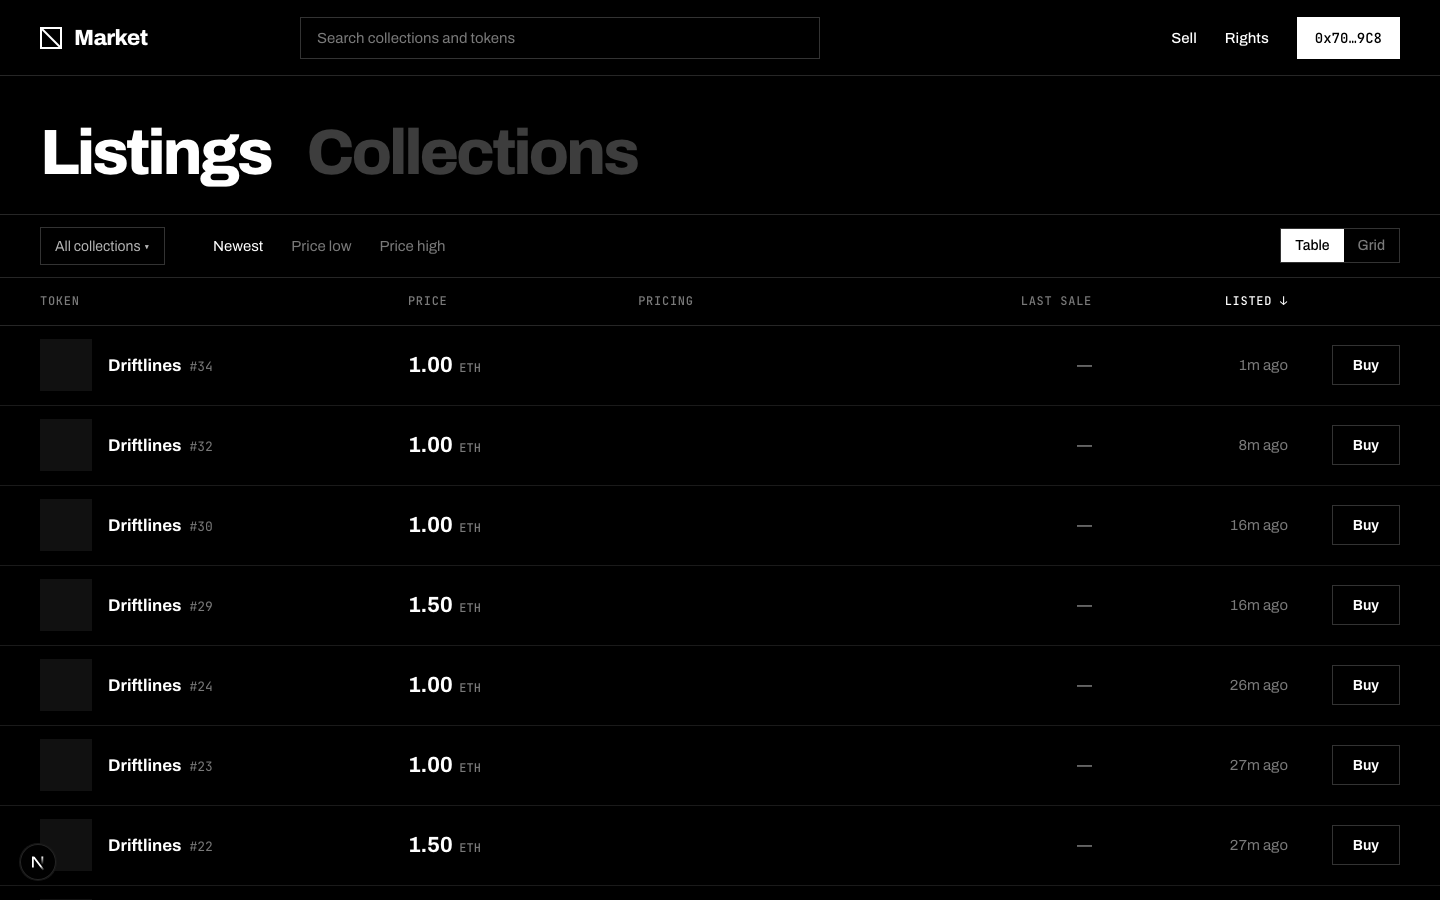 Market
Search collections and tokens
Sell Rights 0x70…9C8
Listings Collections
All collections ▾ Newest Price low Price high Table Grid
TOKEN PRICE PRICING LAST SALE LISTED ↓
Driftlines #34 1.00 ETH — 1m ago Buy
Driftlines #32 1.00 ETH — 8m ago Buy
Driftlines #30 1.00 ETH — 16m ago Buy
Driftlines #29 1.50 ETH — 16m ago Buy
Driftlines #24 1.00 ETH — 26m ago Buy
Driftlines #23 1.00 ETH — 27m ago Buy
Driftlines #22 1.50 ETH — 27m ago Buy
N